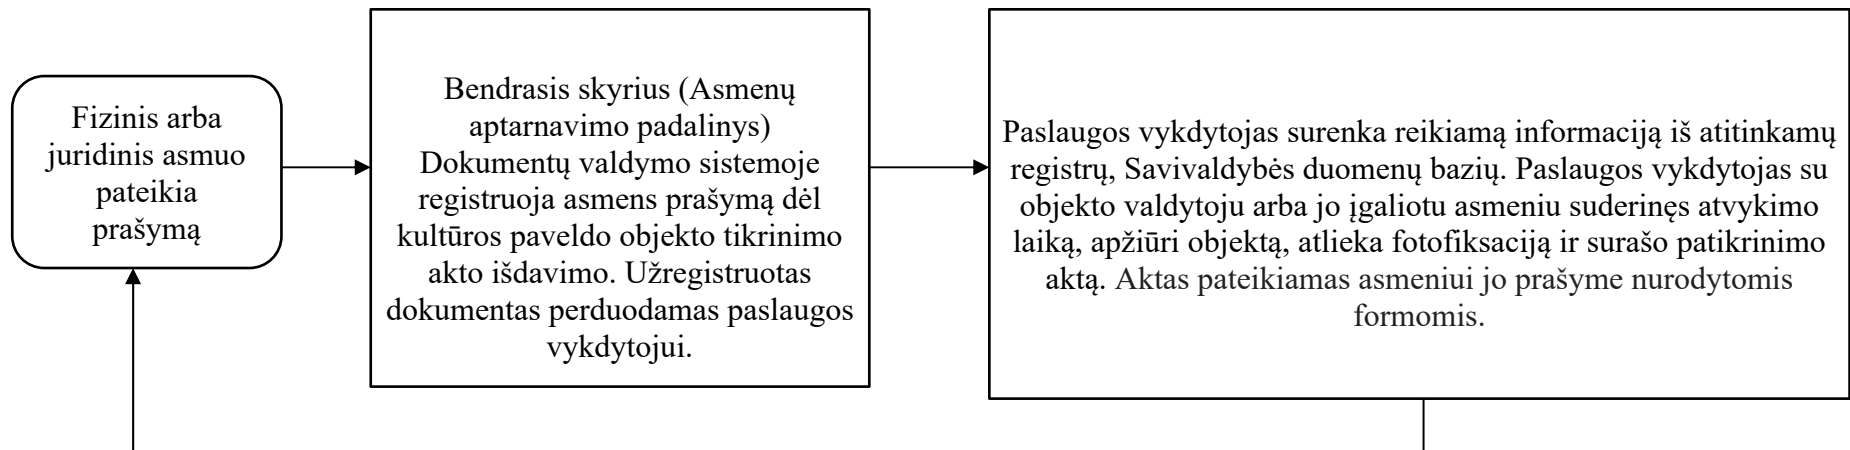 Fizinis arba
juridinis asmuo
pateikia
prašymą
Bendrasis skyrius (Asmenų
aptarnavimo padalinys)
Dokumentų valdymo sistemoje
registruoja asmens prašymą dėl
kultūros paveldo objekto tikrinimo
akto išdavimo. Užregistruotas
dokumentas perduodamas paslaugos
vykdytojui.
Paslaugos vykdytojas surenka reikiamą informaciją iš atitinkamų
registrų, Savivaldybės duomenų bazių. Paslaugos vykdytojas su
objekto valdytoju arba jo įgaliotu asmeniu suderinęs atvykimo
laiką, apžiūri objektą, atlieka fotofiksaciją ir surašo patikrinimo
aktą. Aktas pateikiamas asmeniui jo prašyme nurodytomis
formomis.